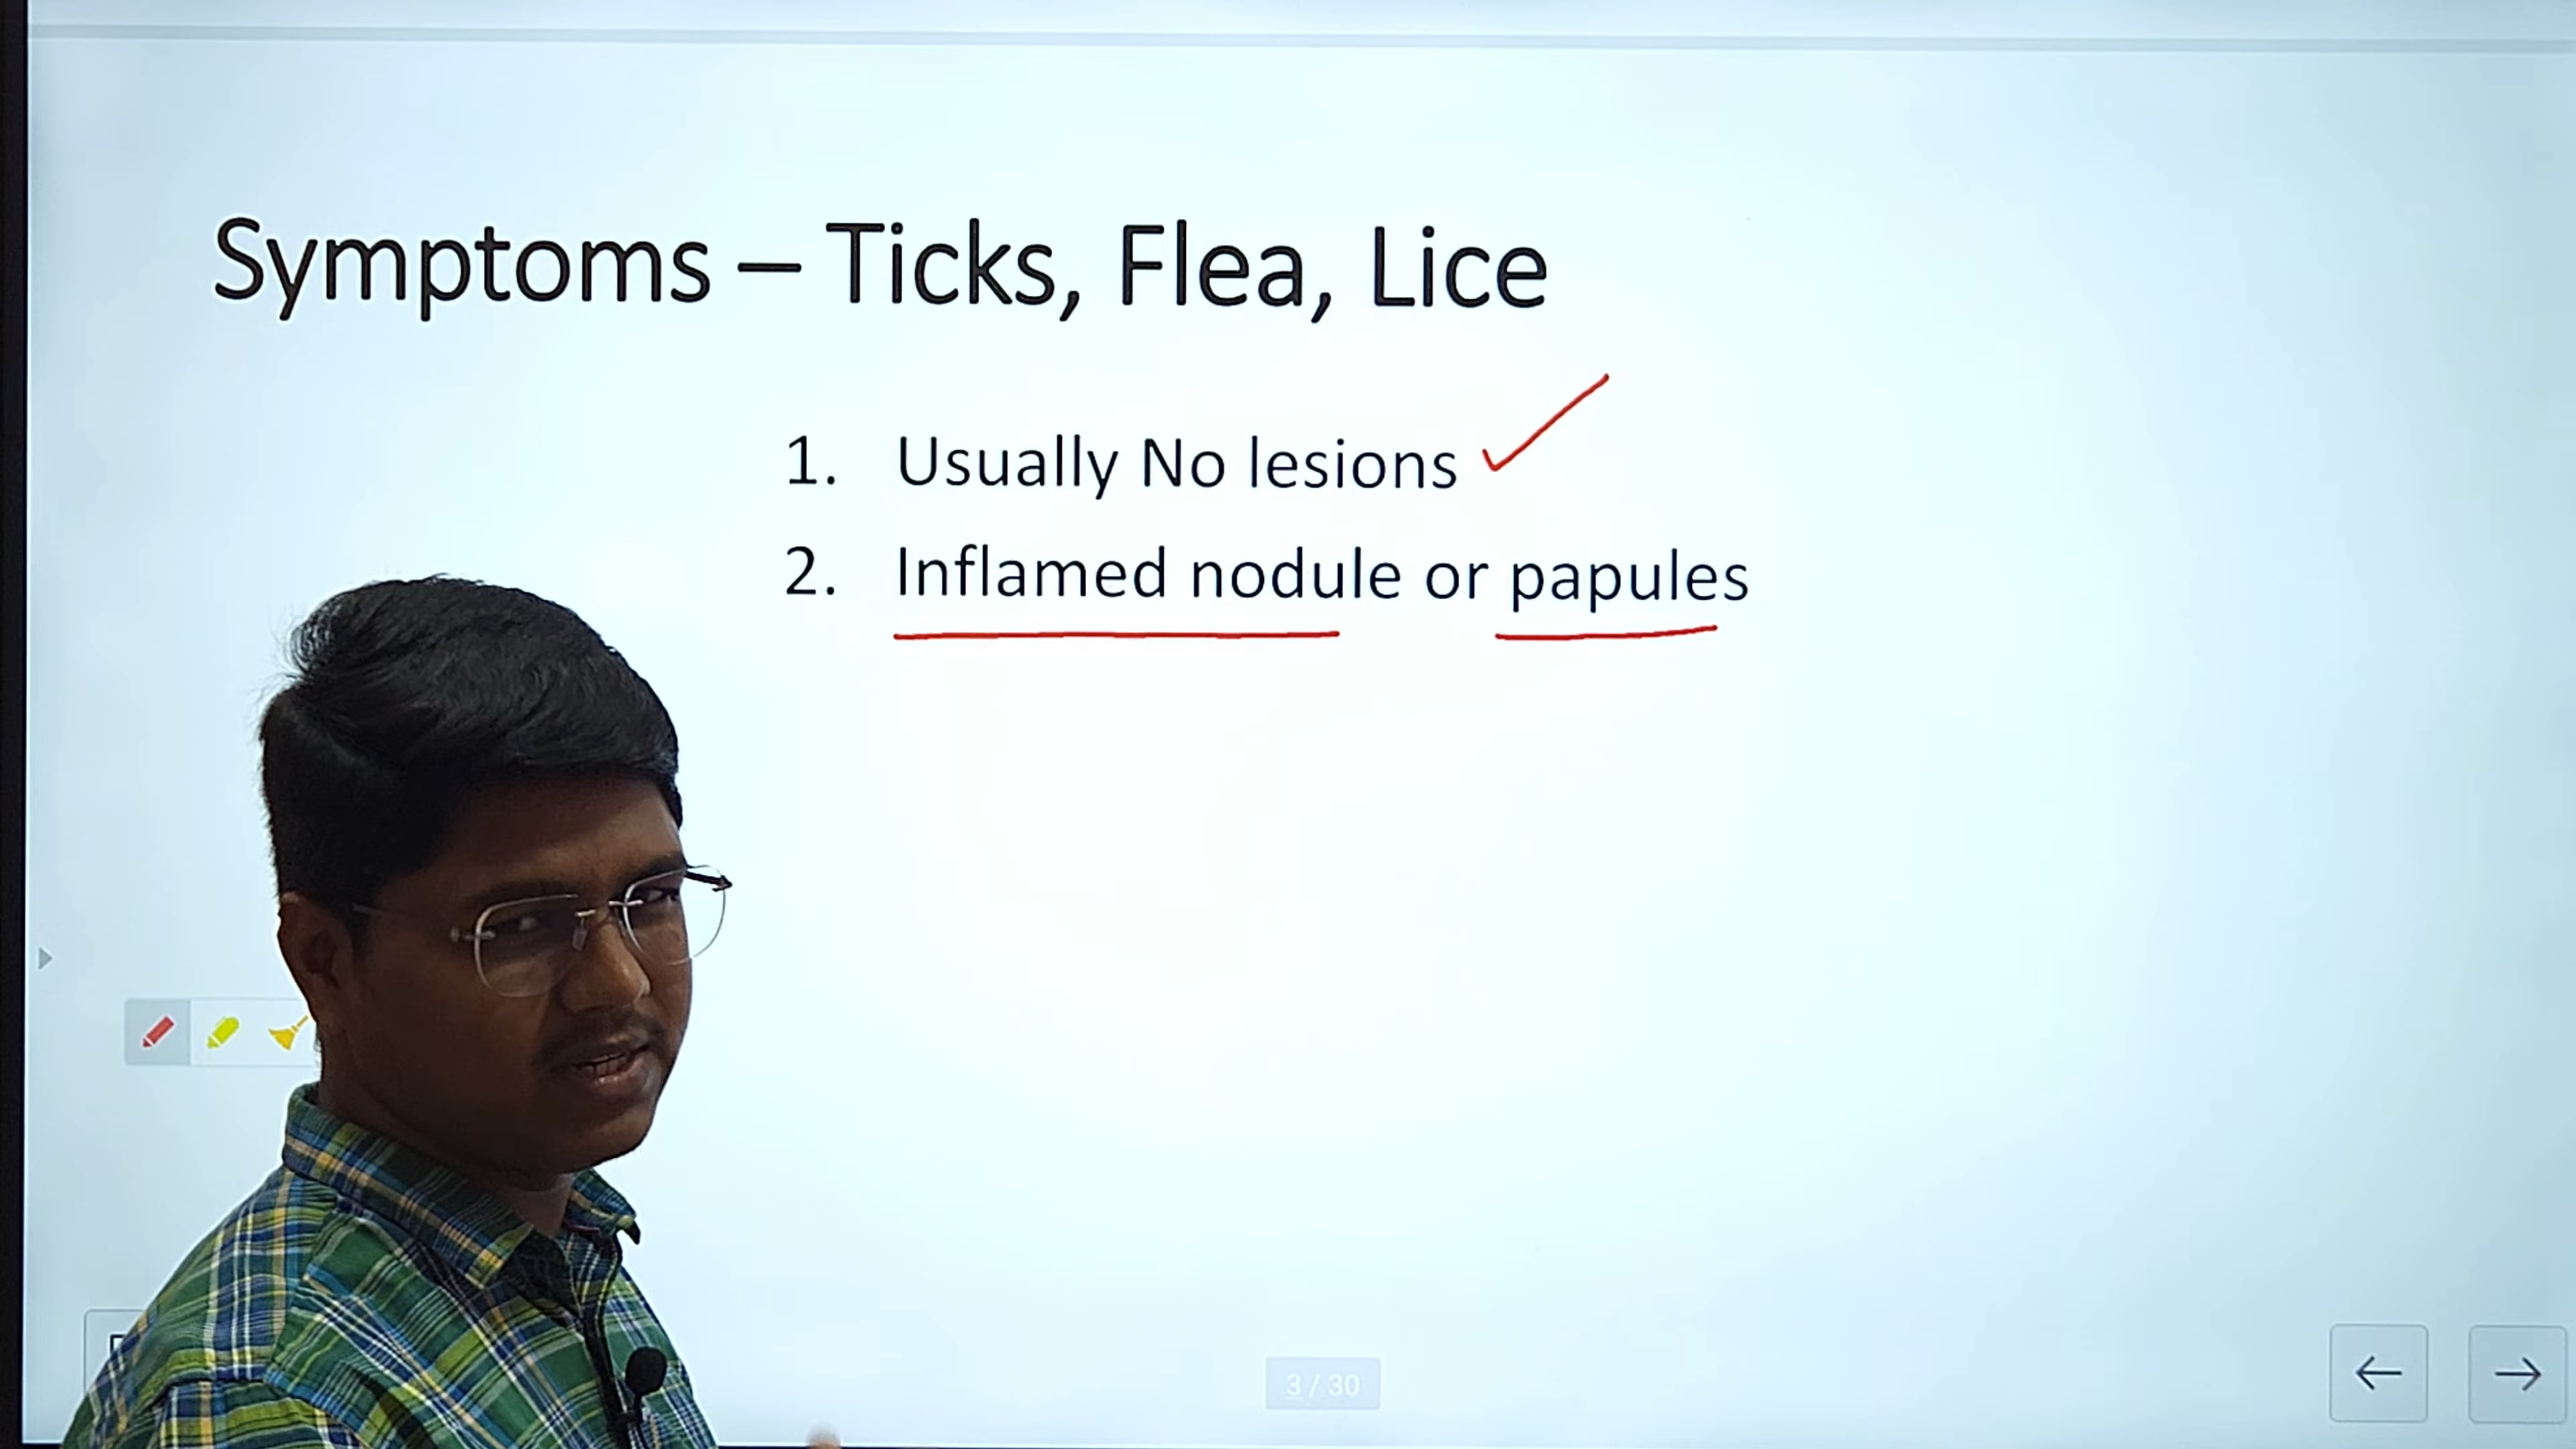 Symptoms – Ticks, Flea, Lice
1. Usually No lesions
2. Inflamed nodule or papules
3 / 30